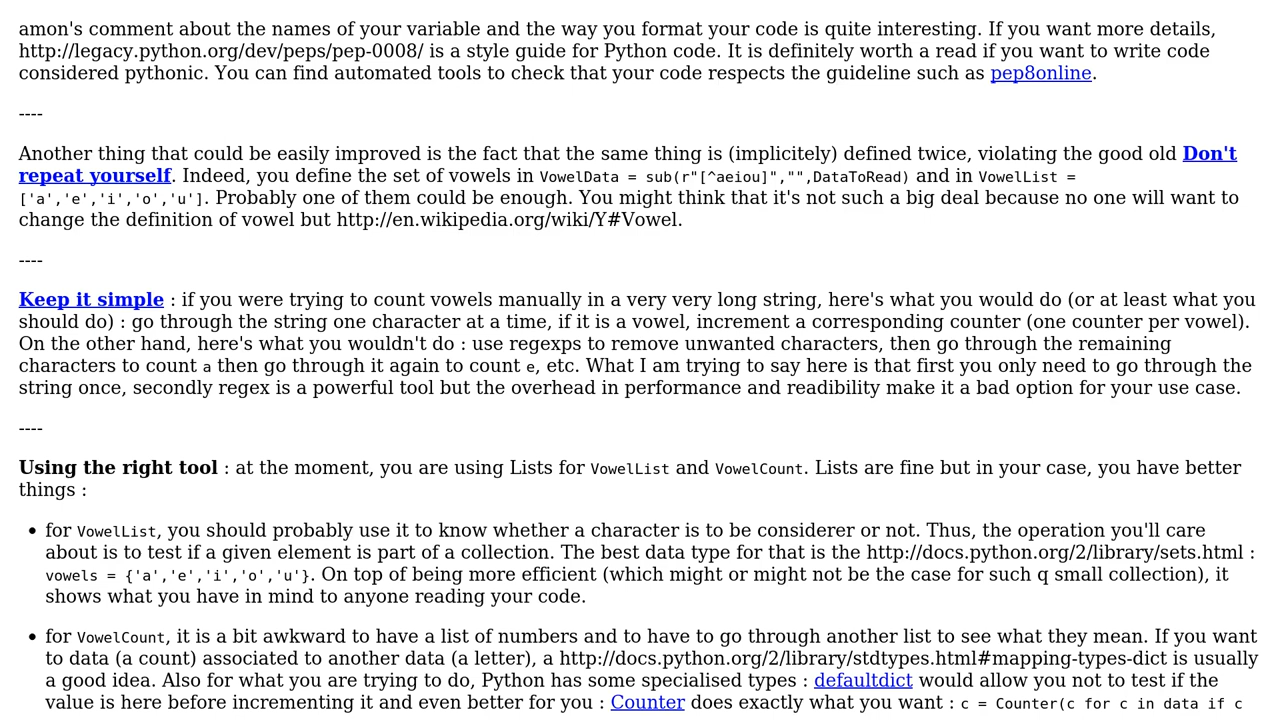 amon's comment about the names of your variable and the way you format your code is quite interesting. If you want more details,
http://legacy.python.org/dev/peps/pep-0008/ is a style guide for Python code. It is definitely worth a read if you want to write code
considered pythonic. You can find automated tools to check that your code respects the guideline such as pep8online.
----
Another thing that could be easily improved is the fact that the same thing is (implicitely) defined twice, violating the good old Don't
repeat yourself. Indeed, you define the set of vowels in VowelData = sub(r"[^aeiou]","",DataToRead) and in VowelList =
['a','e','i','o','u']. Probably one of them could be enough. You might think that it's not such a big deal because no one will want to
change the definition of vowel but http://en.wikipedia.org/wiki/Y#Vowel.
----
Keep it simple : if you were trying to count vowels manually in a very very long string, here's what you would do (or at least what you
should do) : go through the string one character at a time, if it is a vowel, increment a corresponding counter (one counter per vowel).
On the other hand, here's what you wouldn't do : use regexps to remove unwanted characters, then go through the remaining
characters to count a then go through it again to count e, etc. What I am trying to say here is that first you only need to go through the
string once, secondly regex is a powerful tool but the overhead in performance and readibility make it a bad option for your use case.
----
Using the right tool : at the moment, you are using Lists for VowelList and VowelCount. Lists are fine but in your case, you have better
things :
• for VowelList, you should probably use it to know whether a character is to be considerer or not. Thus, the operation you'll care
about is to test if a given element is part of a collection. The best data type for that is the http://docs.python.org/2/library/sets.html :
vowels = {'a','e','i','o','u'}. On top of being more efficient (which might or might not be the case for such q small collection), it
shows what you have in mind to anyone reading your code.
• for VowelCount, it is a bit awkward to have a list of numbers and to have to go through another list to see what they mean. If you want
to data (a count) associated to another data (a letter), a http://docs.python.org/2/library/stdtypes.html#mapping-types-dict is usually
a good idea. Also for what you are trying to do, Python has some specialised types : defaultdict would allow you not to test if the
value is here before incrementing it and even better for you : Counter does exactly what you want : c = Counter(c for c in data if c